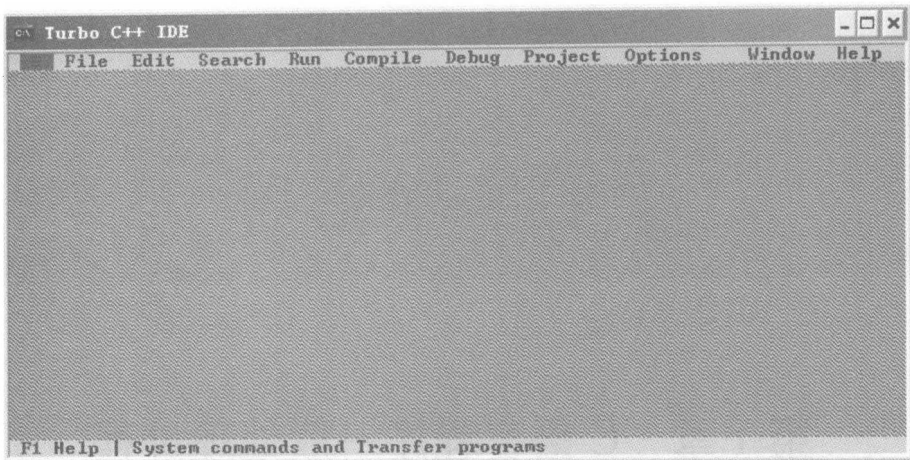 Turbo C++ IDE
File Edit Search Run Compile Debug Project Options Window Help
F1 Help | System commands and Transfer programs